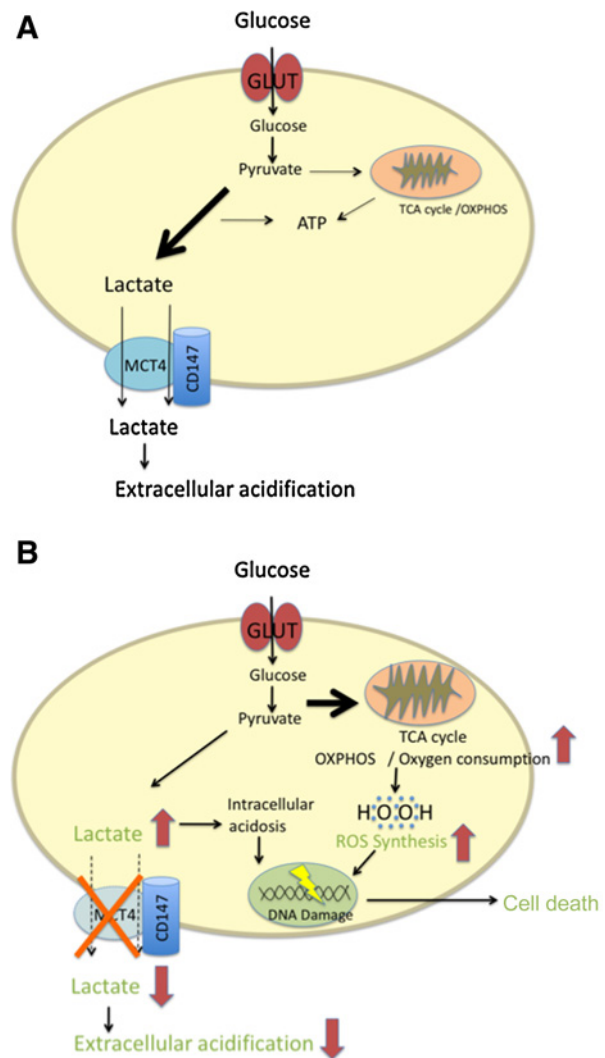 A
Glucose
GLUT
Glucose
Pyruvate
TCA cycle /OXPHOS
ATP
Lactate
MCT4
CD147
Lactate
Extracellular acidification
B
Glucose
GLUT
Glucose
Pyruvate
TCA cycle
OXPHOS / Oxygen consumption
HOOH
ROS Synthesis
Intracellular
acidosis
Lactate
MCT4
CD147
DNA Damage
Cell death
Lactate
Extracellular acidification